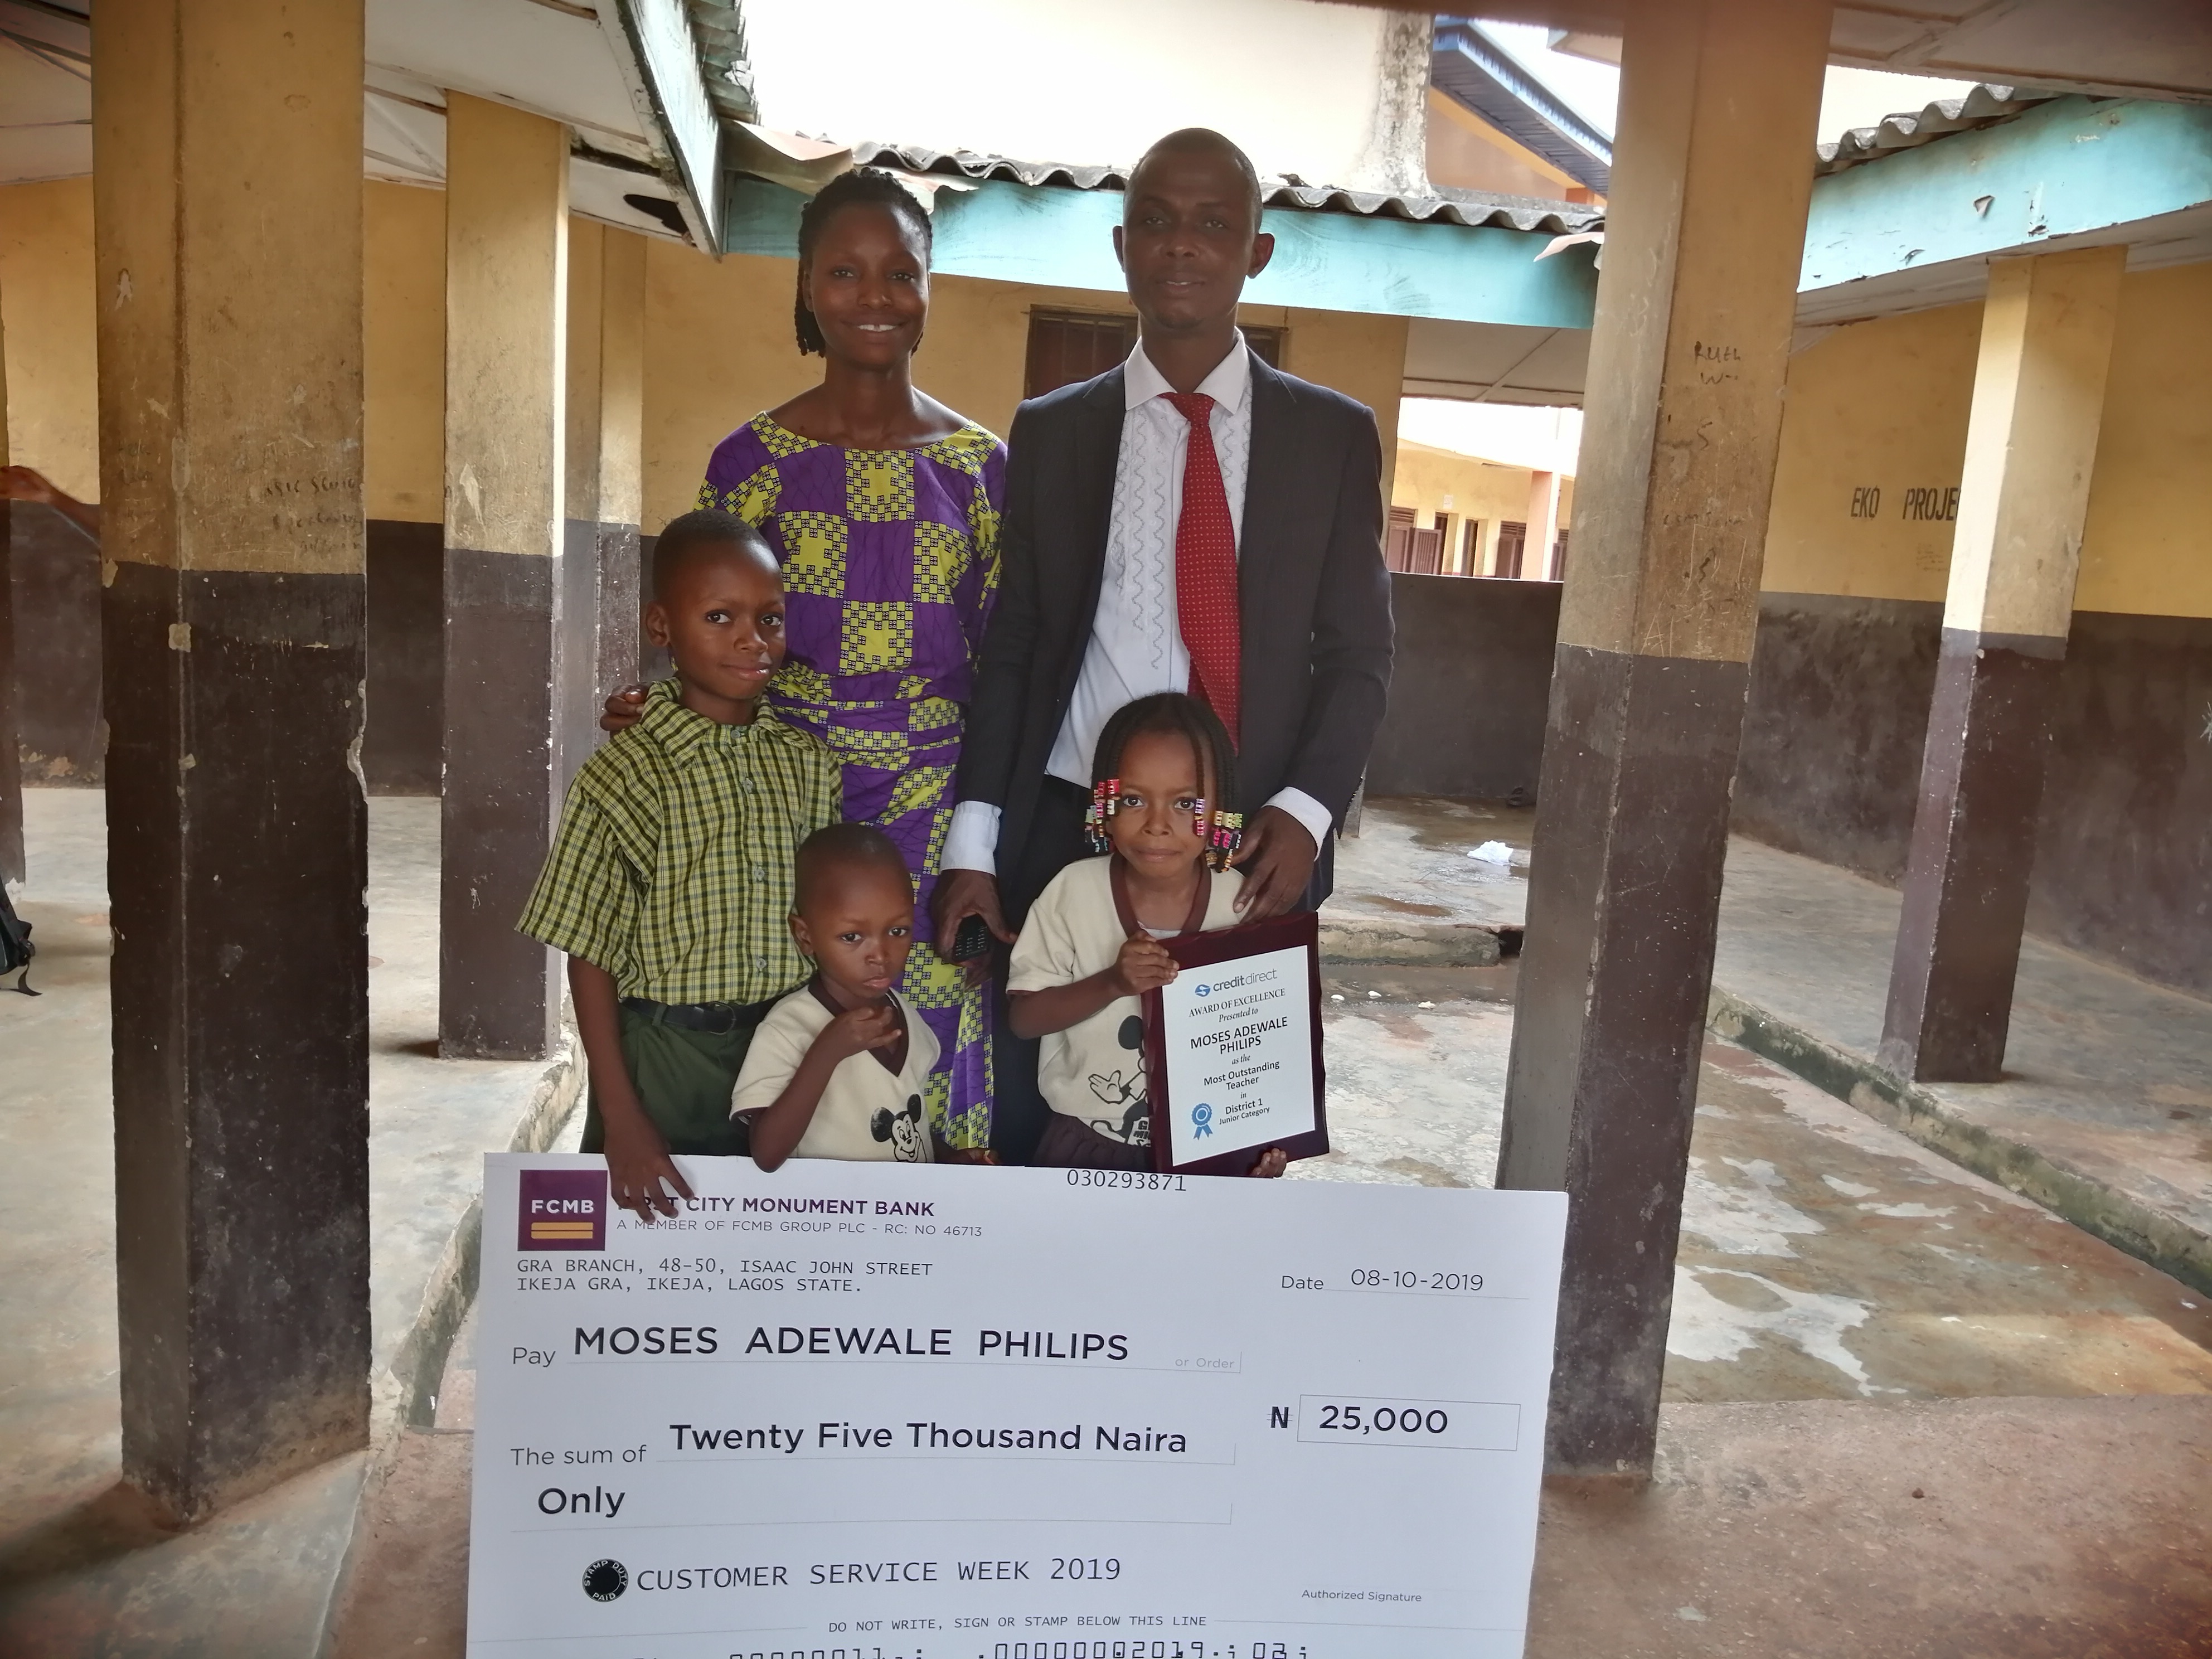 EKO PROJE
creditdirect
AWARD OF EXCELLENCE
Presented to
MOSES ADEWALE
PHILIPS
as the
Most Outstanding
Teacher
in
District 1
Junior Category
030293871
FCMB
FIRST CITY MONUMENT BANK
A MEMBER OF FCMB GROUP PLC - RC: NO 46713
GRA BRANCH, 48-50, ISAAC JOHN STREET
IKEJA GRA, IKEJA, LAGOS STATE.
Date 08-10-2019
Pay MOSES ADEWALE PHILIPS or Order
₦ 25,000
The sum of Twenty Five Thousand Naira
Only
STAMP DUTY PAID
CUSTOMER SERVICE WEEK 2019
Authorized Signature
DO NOT WRITE, SIGN OR STAMP BELOW THIS LINE